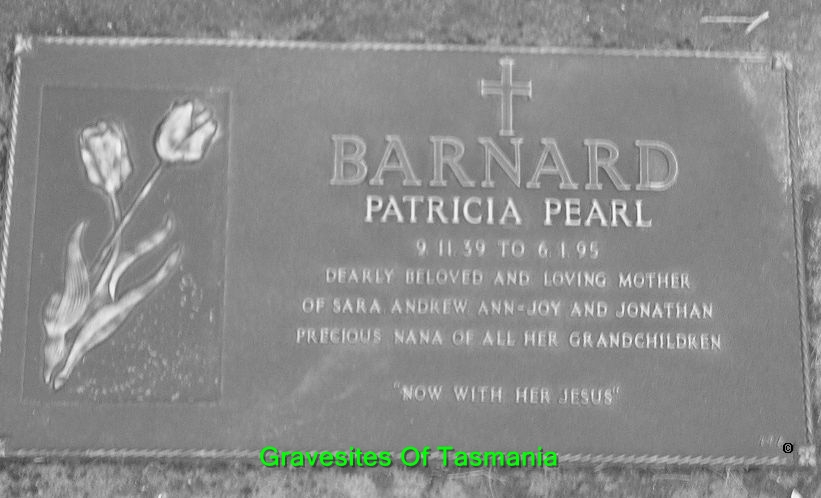 BARNARD
PATRICIA PEARL
9. 11. 39 TO 6. 1. 95
DEARLY BELOVED AND LOVING MOTHER
OF SARA ANDREW ANN-JOY AND JONATHAN
PRECIOUS NANA OF ALL HER GRANDCHILDREN
"NOW WITH HER JESUS"
©
Gravesites Of Tasmania